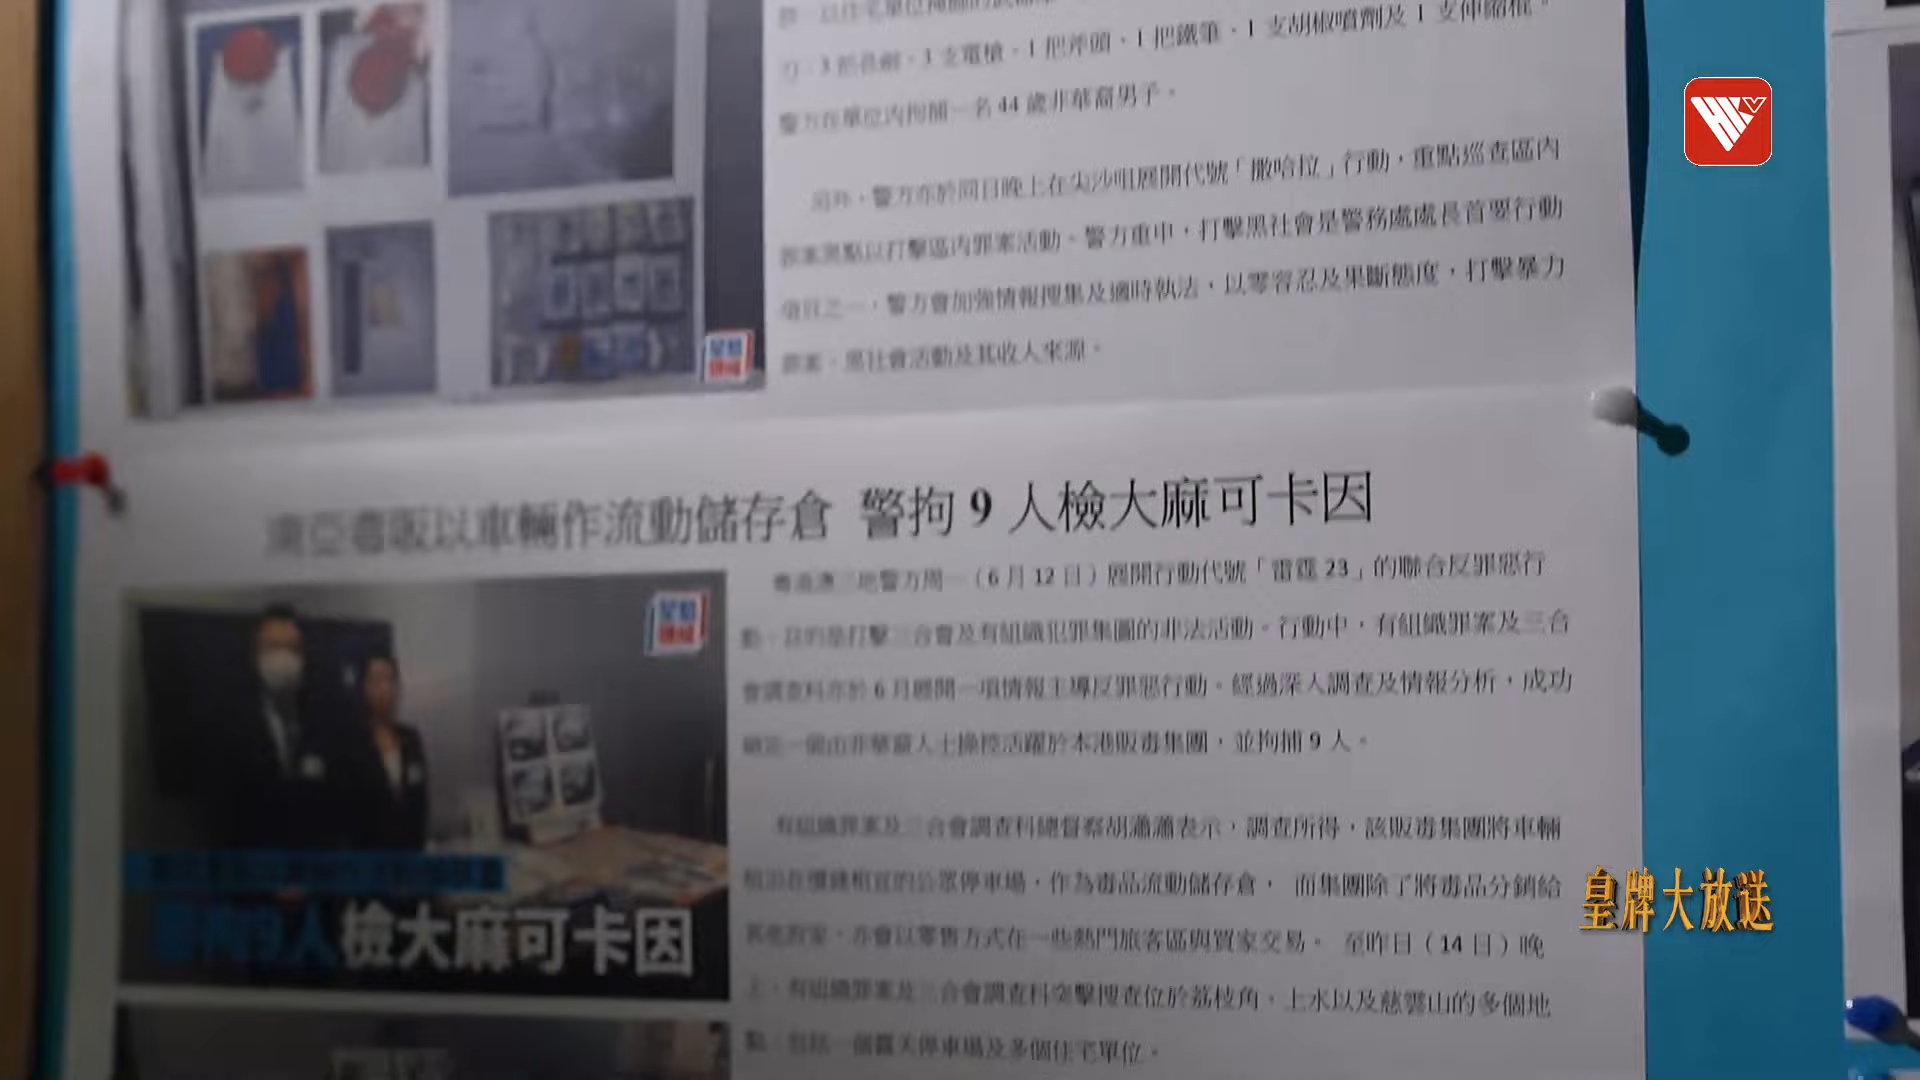 刀、3把長劍、3支電槍、1把斧頭、1把鐵筆、1支胡椒噴劑及1支伸縮棍。
警方在單位內拘捕一名44歲非華裔男子。
另外，警方亦於同日晚上在尖沙咀展開代號「撒哈拉」行動，重點巡查區內
罪案黑點以打擊區內罪案活動。警方重申，打擊黑社會是警務處處長首要行動
項目之一，警方會加強情報搜集及適時執法，以零容忍及果斷態度，打擊暴力
罪案、黑社會活動及其收入來源。
星島
頭條
南亞毒販以車輛作流動儲存倉 警拘9人檢大麻可卡因
粵港澳三地警方周一（6月12日）展開行動代號「雷霆23」的聯合反罪惡行
動，目的是打擊三合會及有組織犯罪集團的非法活動。行動中，有組織罪案及三合
會調查科亦於6月展開一項情報主導反罪惡行動。經過深入調查及情報分析，成功
鎖定一個由非華裔人士操控活躍於本港販毒集團，並拘捕9人。
星島
頭條
警拘9人檢大麻可卡因
有組織罪案及三合會調查科總督察胡瀟瀟表示，調查所得，該販毒集團將車輛
相宜的公眾停車場，作為毒品流動儲存倉， 而集團除了將毒品分銷給
其他買家，亦會以零售方式在一些熱門旅客區與買家交易。 至昨日（14日）晚
上，有組織罪案及三合會調查科突擊搜查位於荔枝角、上水以及慈雲山的多個地
點，包括一個露天停車場及多個住宅單位。
皇牌大放送